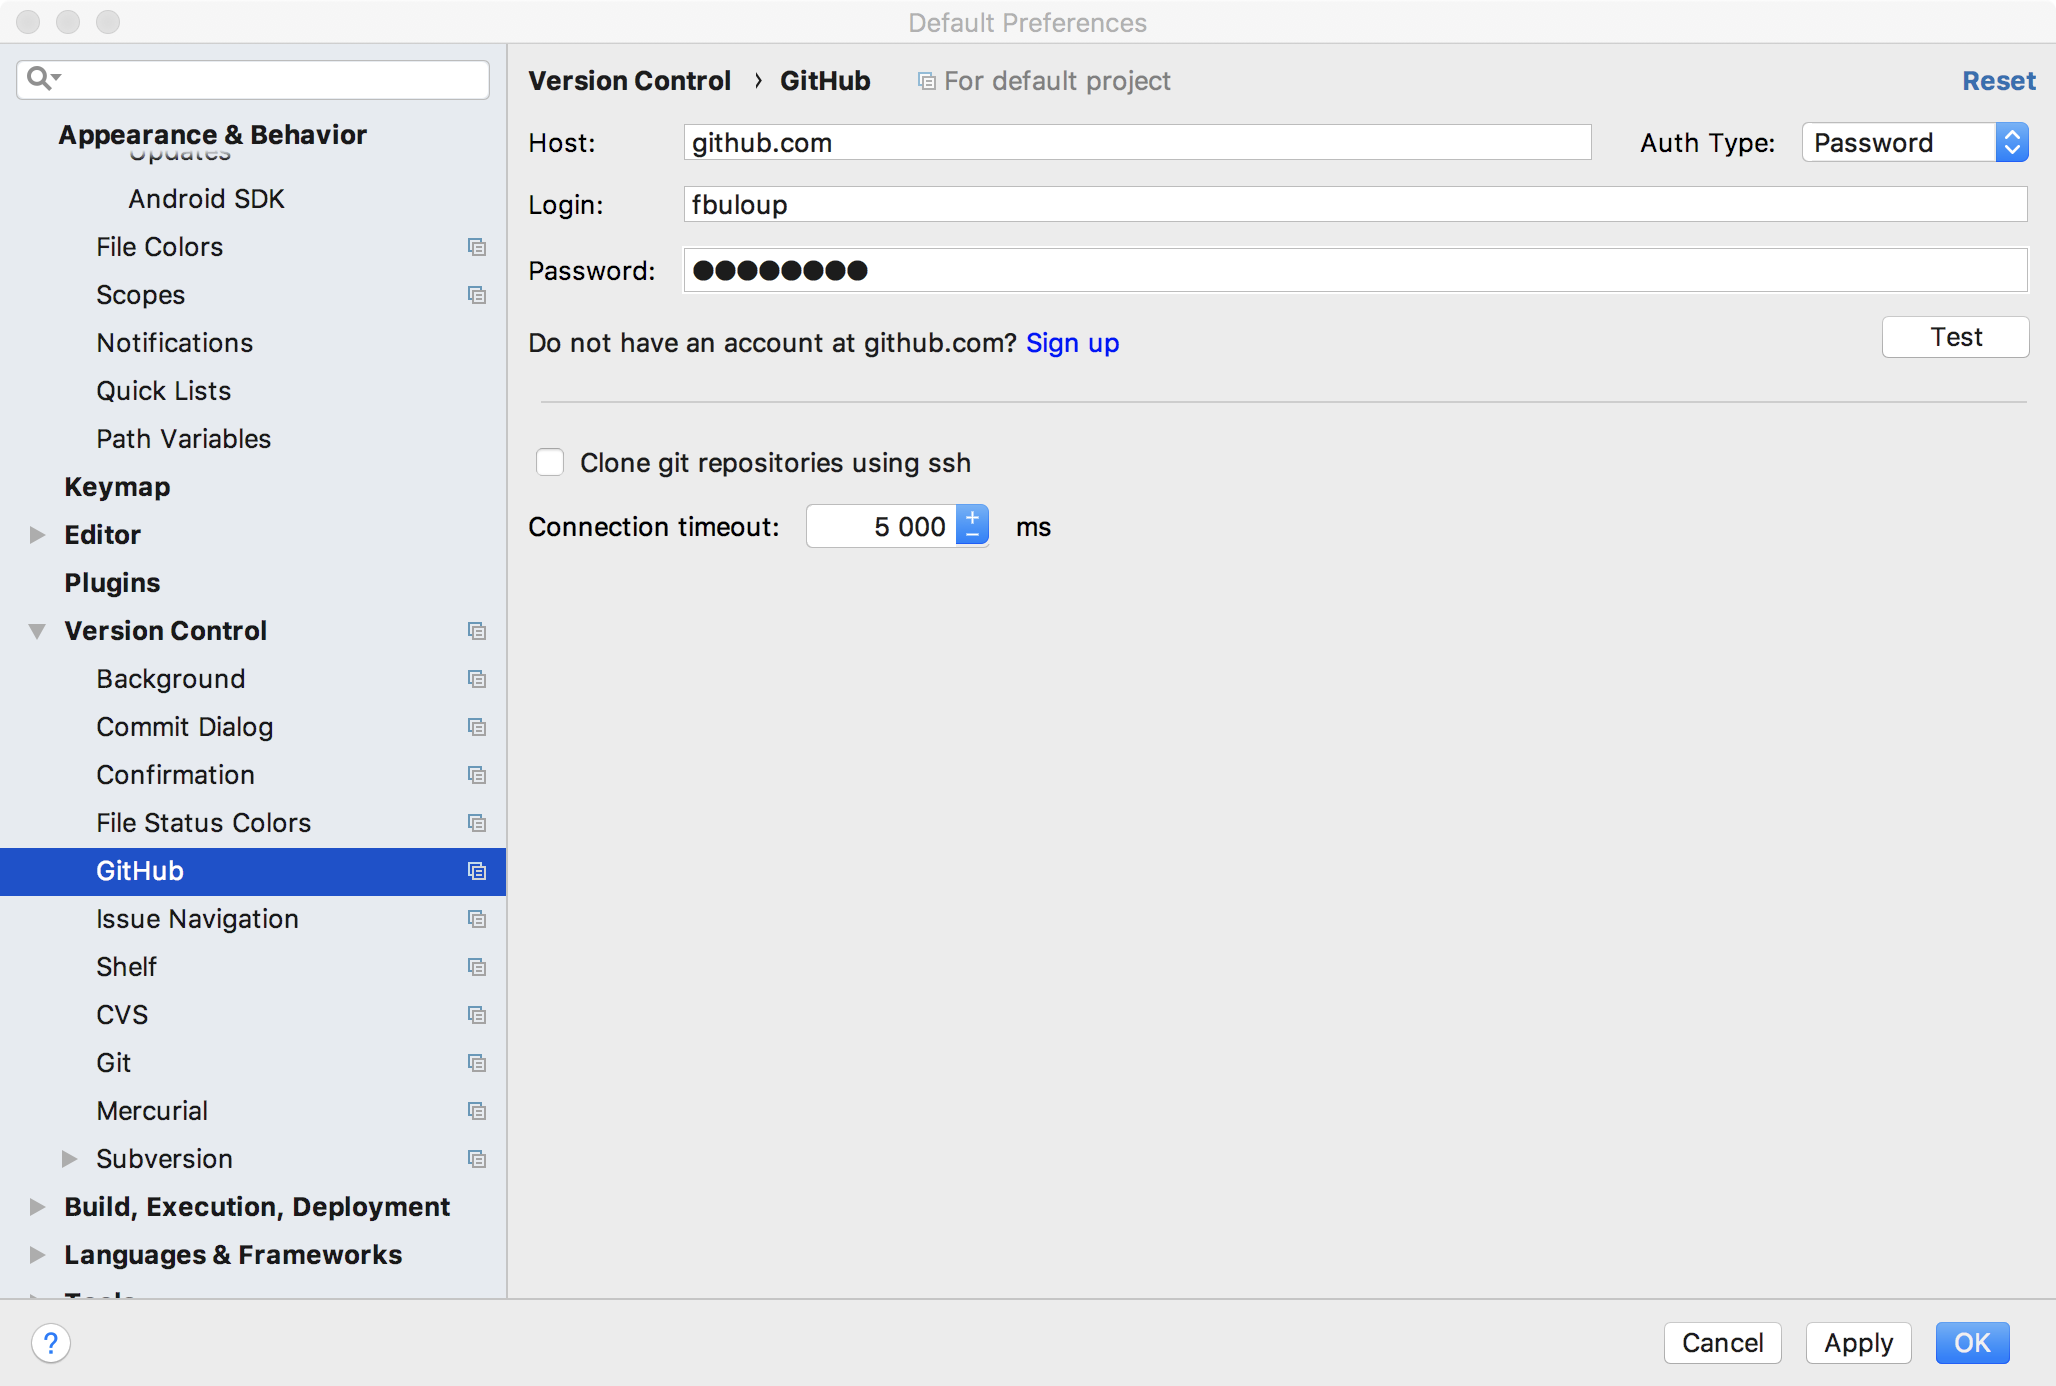 Default Preferences
Appearance & Behavior
Updates
Android SDK
File Colors
Scopes
Notifications
Quick Lists
Path Variables
Keymap
Editor
Plugins
Version Control
Background
Commit Dialog
Confirmation
File Status Colors
GitHub
Issue Navigation
Shelf
CVS
Git
Mercurial
Subversion
Build, Execution, Deployment
Languages & Frameworks
Tools
Version Control › GitHub For default project Reset
Host: github.com Auth Type: Password
Login: fbuloup
Password: ●●●●●●●●
Do not have an account at github.com? Sign up Test
Clone git repositories using ssh
Connection timeout: 5 000 ms
? Cancel Apply OK